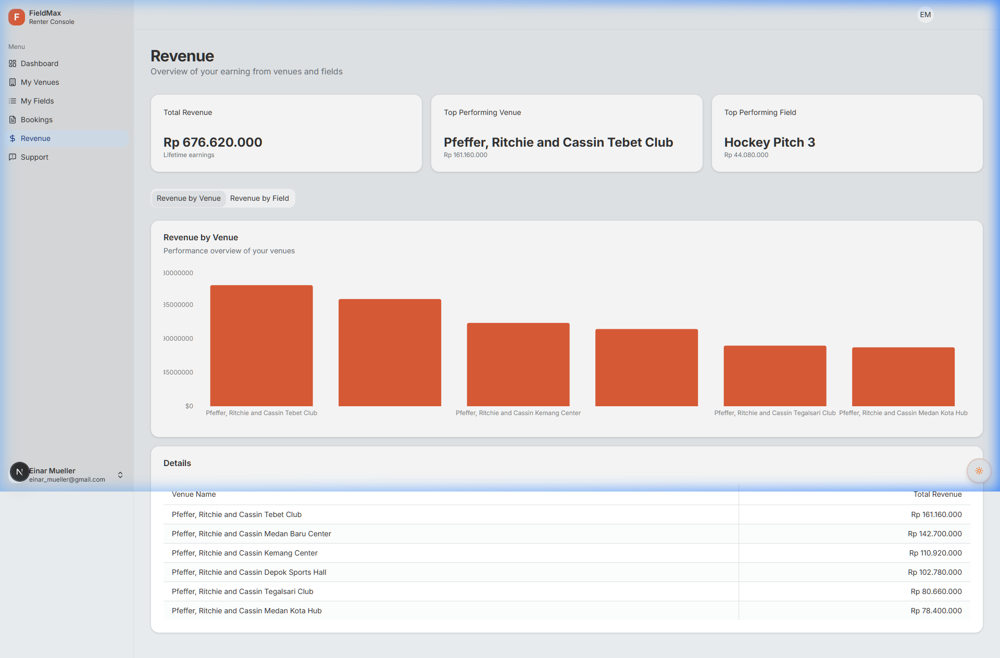 F
FieldMax
Renter Console
EM
Menu
Dashboard
My Venues
My Fields
Bookings
Revenue
Support
Revenue
Overview of your earning from venues and fields
Total Revenue
Rp 676.620.000
Lifetime earnings
Top Performing Venue
Pfeffer, Ritchie and Cassin Tebet Club
Rp 161.160.000
Top Performing Field
Hockey Pitch 3
Rp 44.080.000
Revenue by Venue
Revenue by Field
Revenue by Venue
Performance overview of your venues
80000000
35000000
90000000
45000000
$0
Pfeffer, Ritchie and Cassin Tebet Club
Pfeffer, Ritchie and Cassin Kemang Center
Pfeffer, Ritchie and Cassin Tegalsari Club
Pfeffer, Ritchie and Cassin Medan Kota Hub
Details
Venue Name Total Revenue
Pfeffer, Ritchie and Cassin Tebet Club Rp 161.160.000
Pfeffer, Ritchie and Cassin Medan Baru Center Rp 142.700.000
Pfeffer, Ritchie and Cassin Kemang Center Rp 110.920.000
Pfeffer, Ritchie and Cassin Depok Sports Hall Rp 102.780.000
Pfeffer, Ritchie and Cassin Tegalsari Club Rp 80.660.000
Pfeffer, Ritchie and Cassin Medan Kota Hub Rp 78.400.000
N
Einar Mueller
einar_mueller@gmail.com